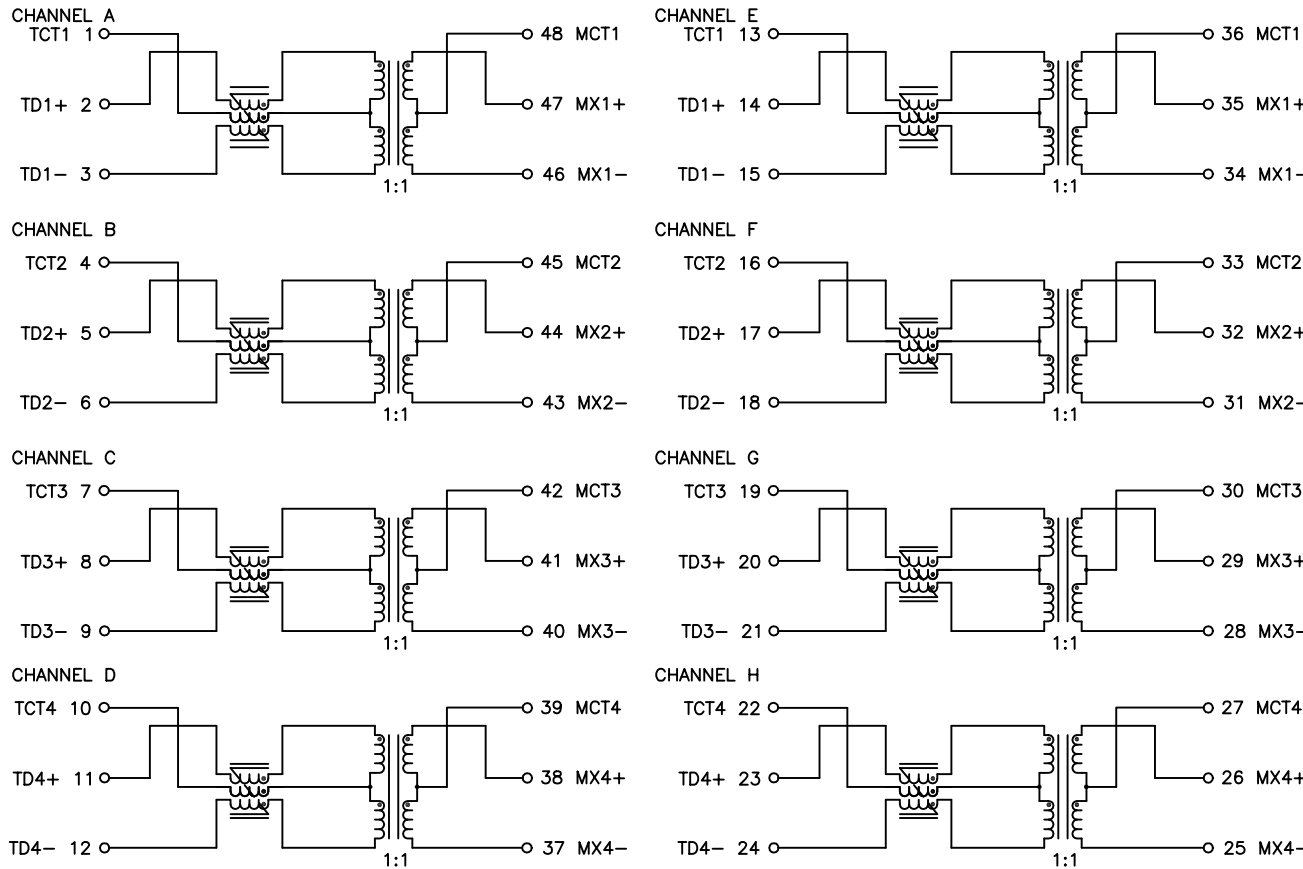 CHANNEL A
TCT1 1
48 MCT1
TD1+ 2
47 MX1+
TD1− 3
46 MX1−
1:1
CHANNEL B
TCT2 4
45 MCT2
TD2+ 5
44 MX2+
TD2− 6
43 MX2−
1:1
CHANNEL C
TCT3 7
42 MCT3
TD3+ 8
41 MX3+
TD3− 9
40 MX3−
1:1
CHANNEL D
TCT4 10
39 MCT4
TD4+ 11
38 MX4+
TD4− 12
37 MX4−
1:1
CHANNEL E
TCT1 13
36 MCT1
TD1+ 14
35 MX1+
TD1− 15
34 MX1−
1:1
CHANNEL F
TCT2 16
33 MCT2
TD2+ 17
32 MX2+
TD2− 18
31 MX2−
1:1
CHANNEL G
TCT3 19
30 MCT3
TD3+ 20
29 MX3+
TD3− 21
28 MX3−
1:1
CHANNEL H
TCT4 22
27 MCT4
TD4+ 23
26 MX4+
TD4− 24
25 MX4−
1:1